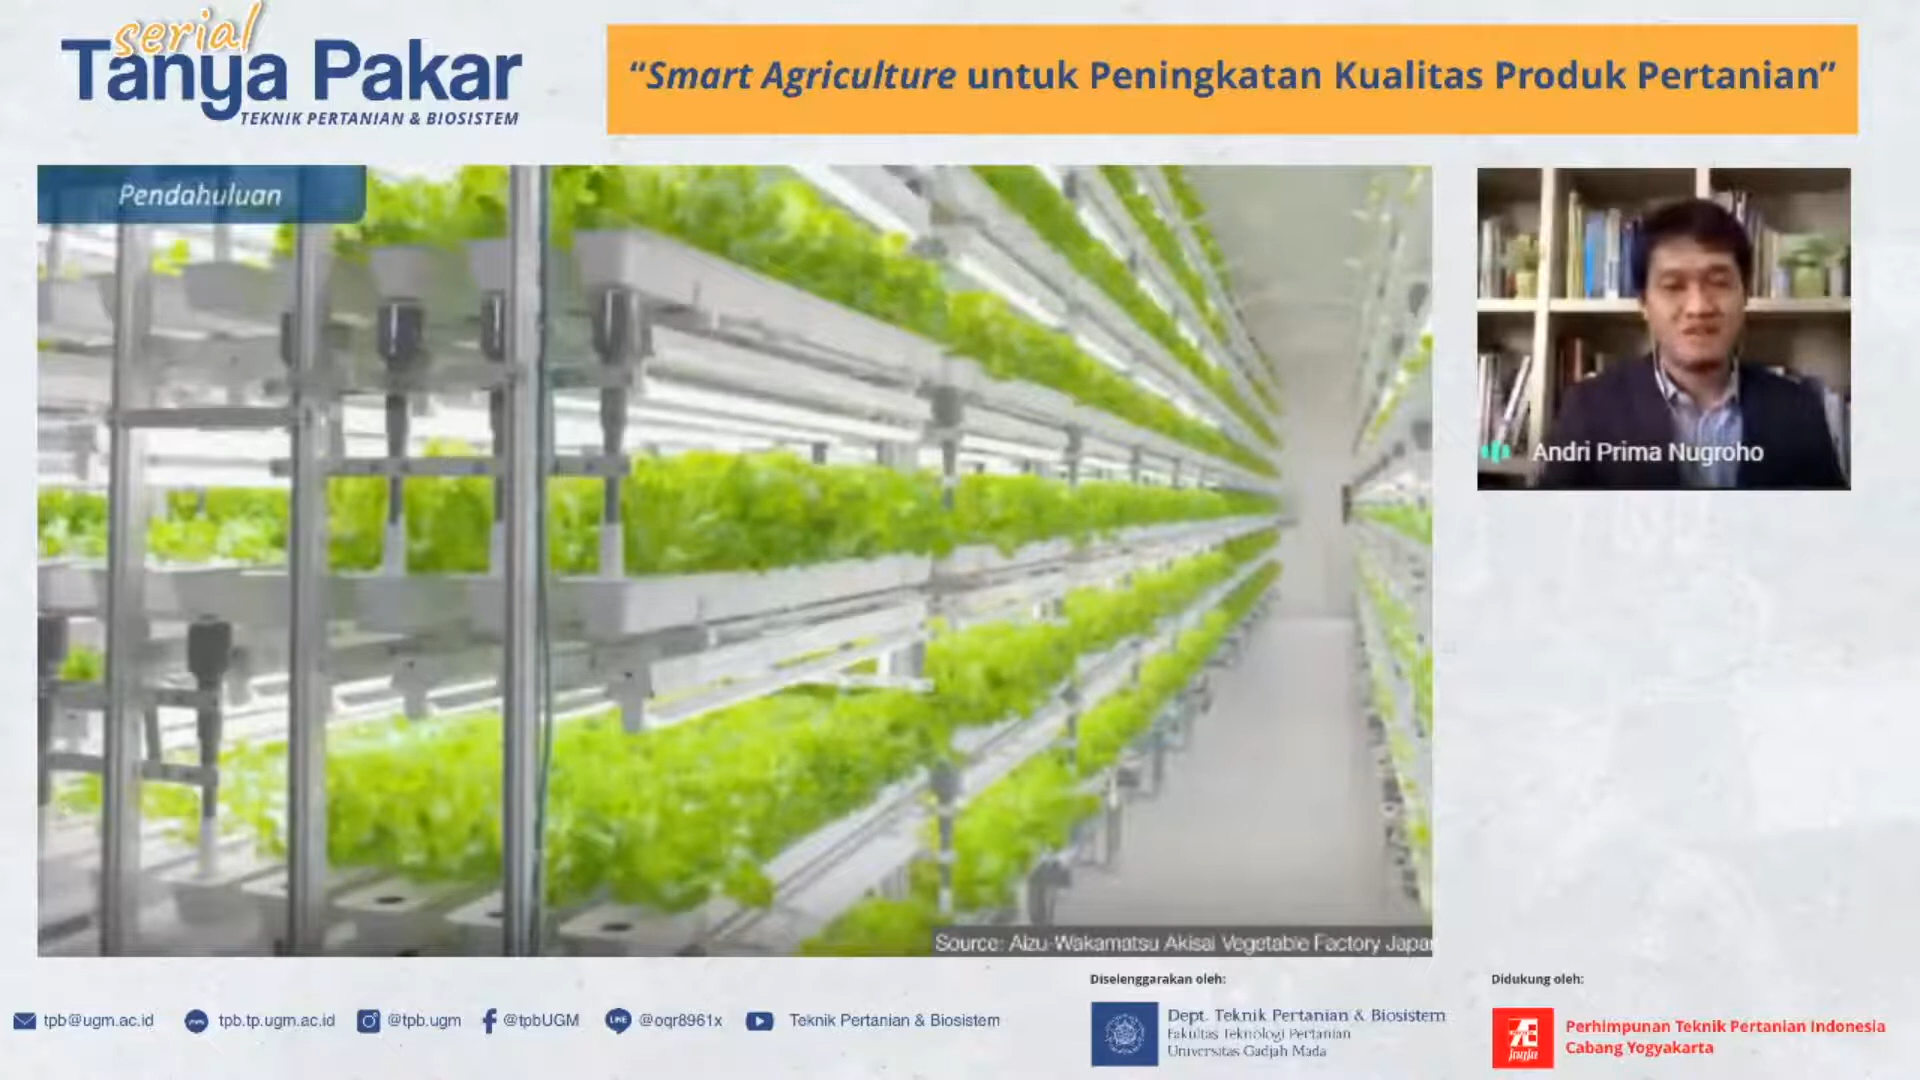 serial
Tanya Pakar
TEKNIK PERTANIAN & BIOSISTEM
“Smart Agriculture untuk Peningkatan Kualitas Produk Pertanian”
Pendahuluan
Andri Prima Nugroho
Source: Aizu-Wakamatsu Akisai Vegetable Factory Japan
Diselenggarakan oleh:
Didukung oleh:
tpb@ugm.ac.id tpb.tp.ugm.ac.id @tpb.ugm @tpbUGM LINE @oqr8961x Teknik Pertanian & Biosistem
Dept. Teknik Pertanian & Biosistem
Fakultas Teknologi Pertanian
Universitas Gadjah Mada
Jogja
Perhimpunan Teknik Pertanian Indonesia
Cabang Yogyakarta